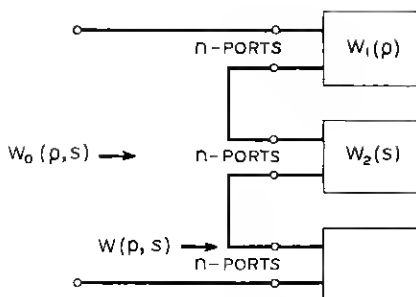 n-PORTS
W₁(p)
W₀(p,s)
n-PORTS
W₂(s)
W(p,s)
n-PORTS